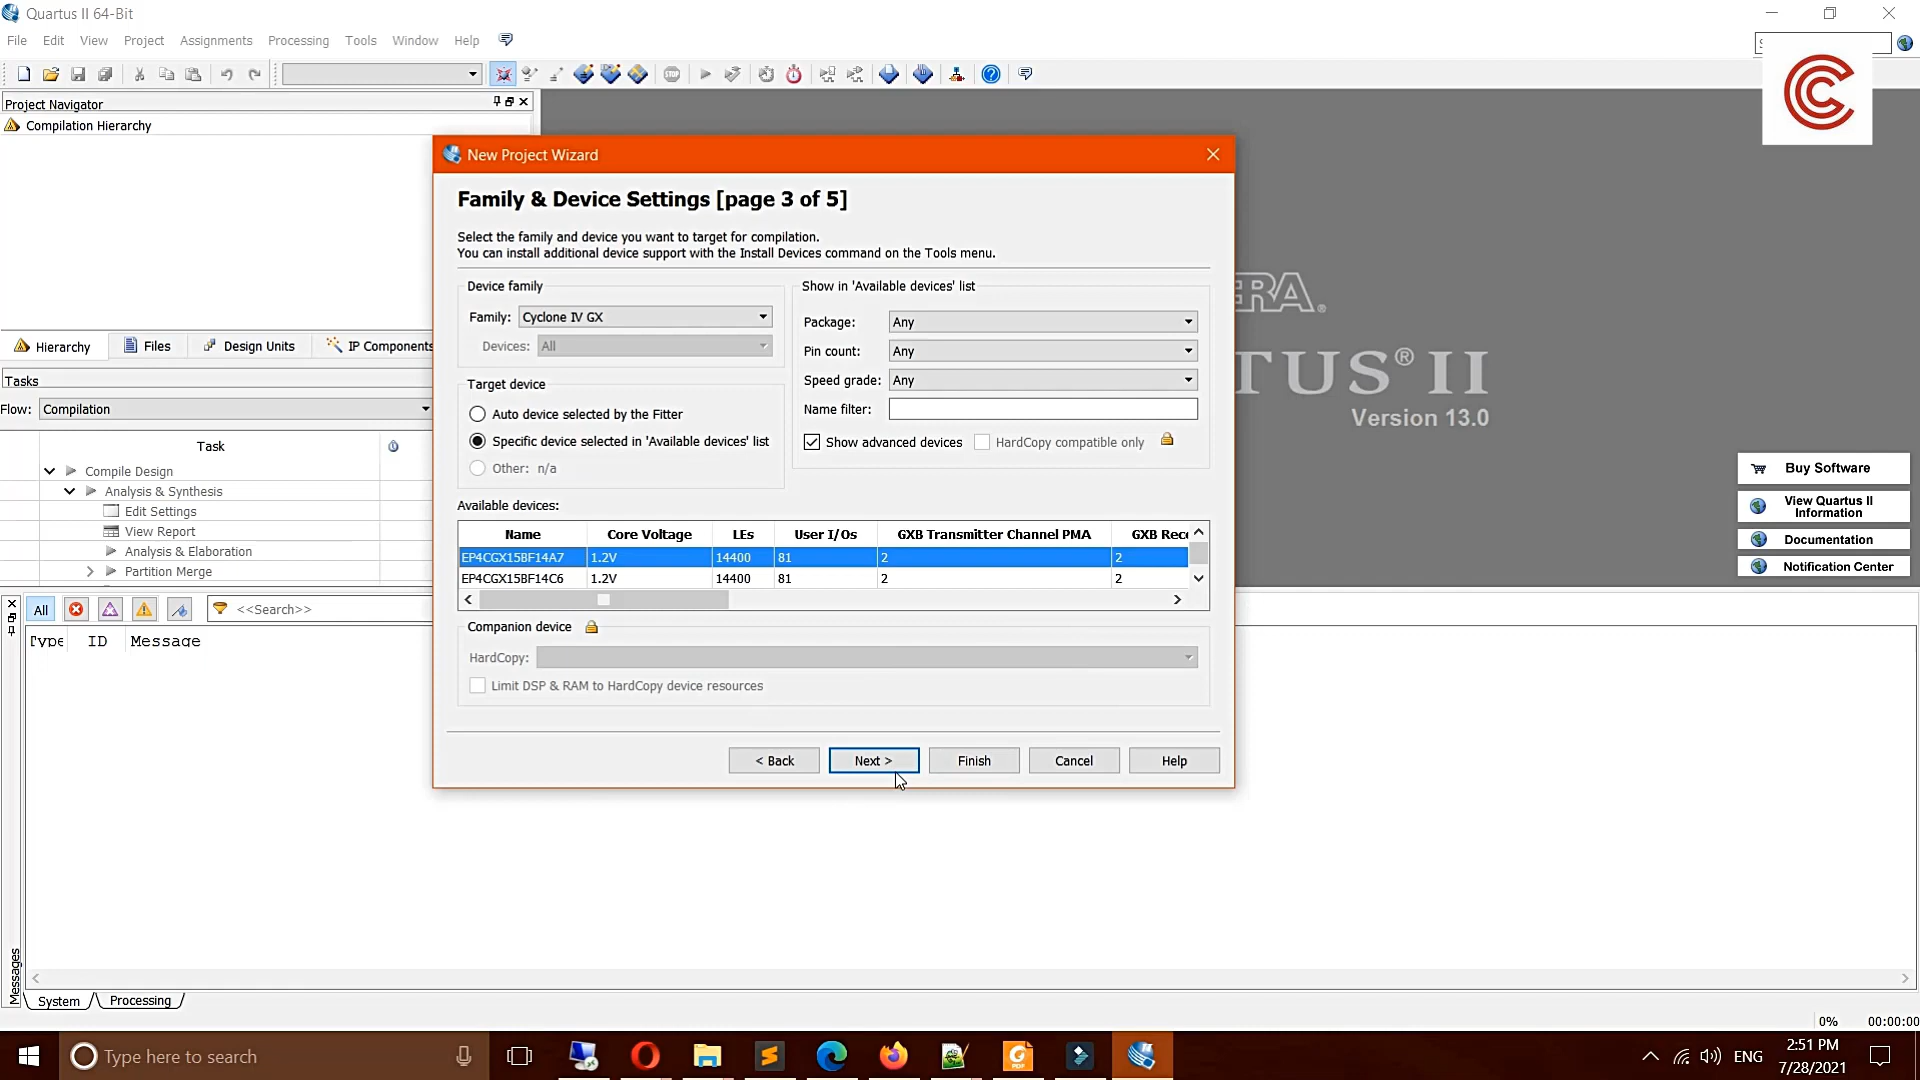 Quartus II 64-Bit
File Edit View Project Assignments Processing Tools Window Help
Project Navigator
Compilation Hierarchy
Hierarchy Files Design Units IP Components
Tasks
Flow: Compilation
Task
Compile Design
Analysis & Synthesis
Edit Settings
View Report
Analysis & Elaboration
Partition Merge
New Project Wizard
Family & Device Settings [page 3 of 5]
Select the family and device you want to target for compilation.
You can install additional device support with the Install Devices command on the Tools menu.
Device family
Family: Cyclone IV GX
Devices: All
Target device
Auto device selected by the Fitter
Specific device selected in 'Available devices' list
Other: n/a
Show in 'Available devices' list
Package: Any
Pin count: Any
Speed grade: Any
Name filter:
Show advanced devices HardCopy compatible only
Available devices:
Name Core Voltage LEs User I/Os GXB Transmitter Channel PMA GXB Rece
EP4CGX15BF14A7 1.2V 14400 81 2 2
EP4CGX15BF14C6 1.2V 14400 81 2 2
Companion device
HardCopy:
Limit DSP & RAM to HardCopy device resources
< Back Next > Finish Cancel Help
ERA®
TUS® II
Version 13.0
Buy Software
View Quartus II
Information
Documentation
Notification Center
All <<Search>>
Type ID Message
Messages
System Processing
0% 00:00:00
Type here to search
ENG
2:51 PM
7/28/2021